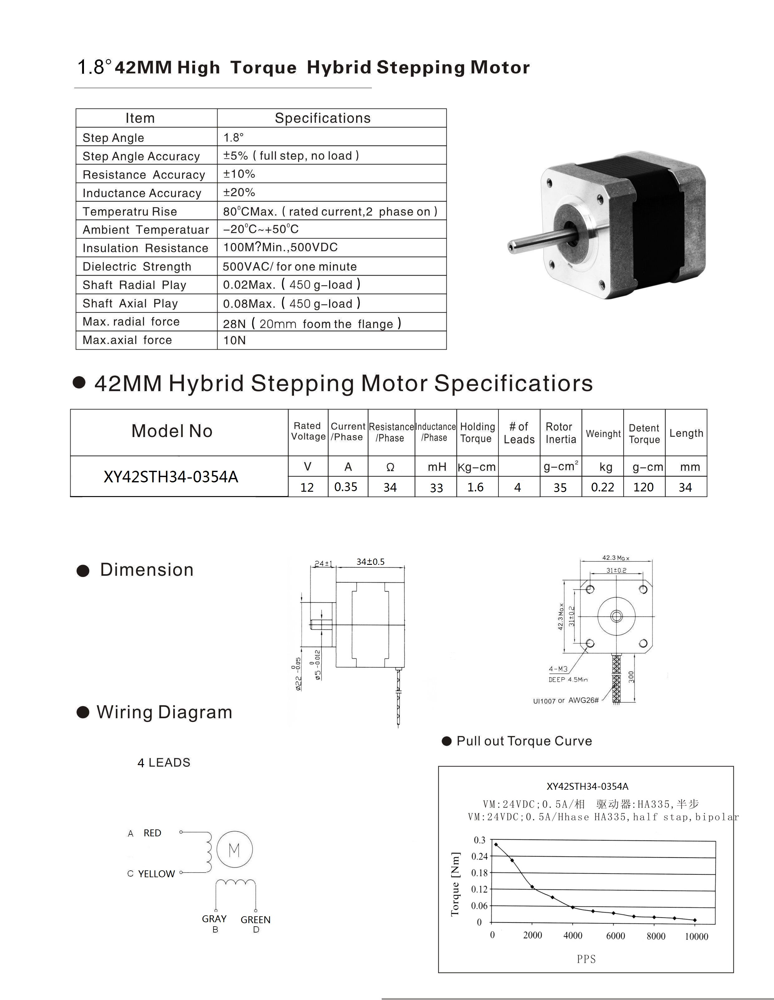 1.8° 42MM High Torque Hybrid Stepping Motor
Item Specifications
Step Angle 1.8°
Step Angle Accuracy ±5% ( full step, no load )
Resistance Accuracy ±10%
Inductance Accuracy ±20%
Temperatru Rise 80⁰CMax. ( rated current,2 phase on )
Ambient Temperatuar −20⁰C~+50⁰C
Insulation Resistance 100M?Min.,500VDC
Dielectric Strength 500VAC/ for one minute
Shaft Radial Play 0.02Max. ( 450 g−load )
Shaft Axial Play 0.08Max. ( 450 g−load )
Max. radial force 28N ( 20mm foom the flange )
Max.axial force 10N
● 42MM Hybrid Stepping Motor Specificatiors
Model No Rated Voltage Current /Phase Resistance /Phase Inductance /Phase Holding Torque # of Leads Rotor Inertia Weinght Detent Torque Length
V A Ω mH Kg−cm g−cm² kg g−cm mm
XY42STH34-0354A 12 0.35 34 33 1.6 4 35 0.22 120 34
● Dimension
24±1
34±0.5
ø22 0 -0.05
ø5 0 -0.012
42.3 Max
31±0.2
42.3 Max
31±0.2
4-M3
DEEP 4.5Min
300
UI1007 or AWG26#
● Wiring Diagram
4 LEADS
A RED
M
C YELLOW
GRAY GREEN
B D
● Pull out Torque Curve
XY42STH34-0354A
VM:24VDC;0.5A/相 驱动器:HA335,半步
VM:24VDC;0.5A/Hhase HA335,half stap,bipolar
Torque [Nm]
0.3
0.24
0.18
0.12
0.06
0
0 2000 4000 6000 8000 10000
PPS